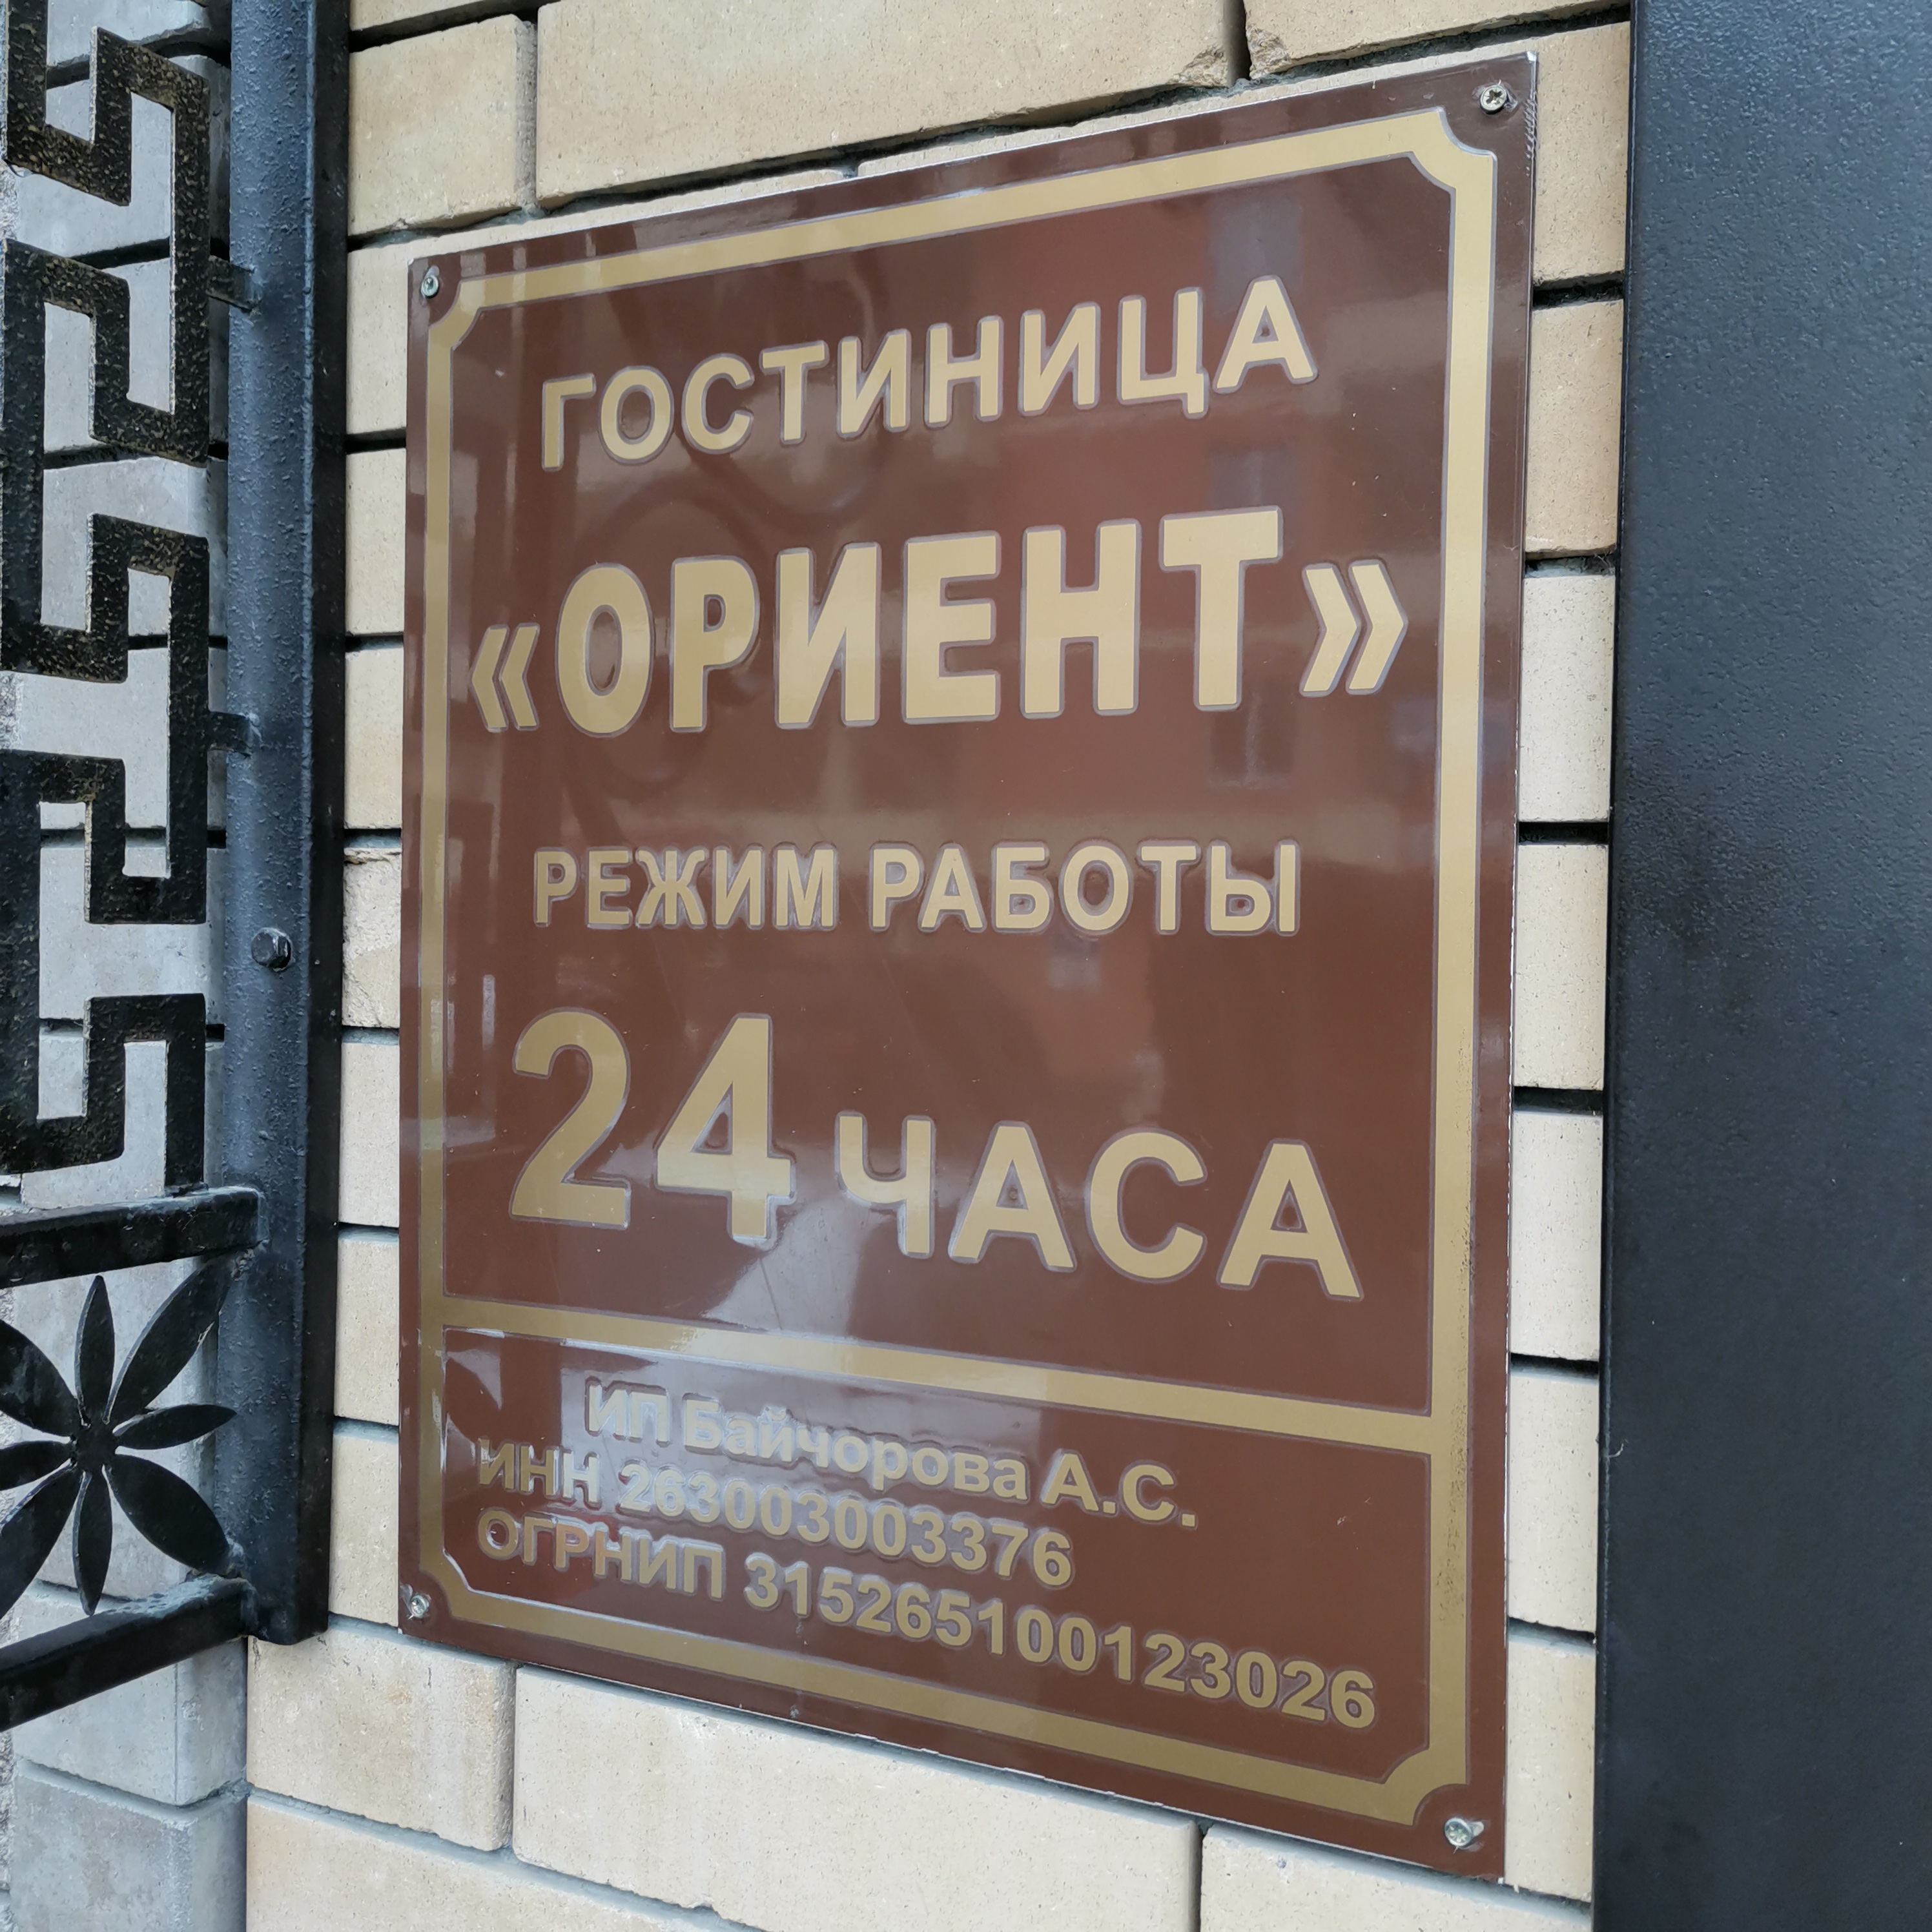 ГОСТИНИЦА
«ОРИЕНТ»
РЕЖИМ РАБОТЫ
24 ЧАСА
ИП Байчорова А.С.
ИНН 263003003376
ОГРНИП 315265100123026